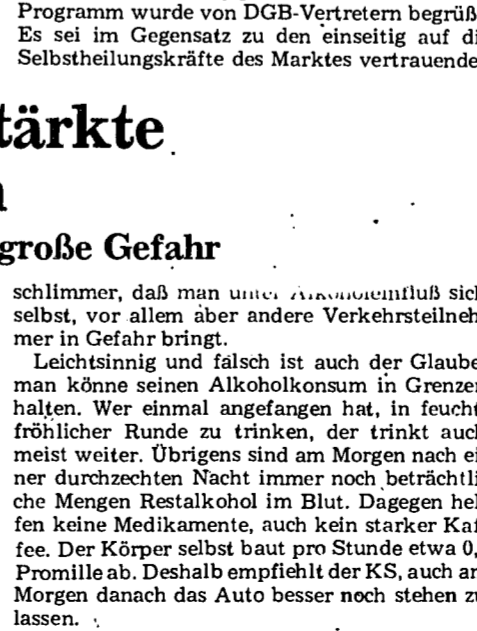 Programm wurde von DGB-Vertretern begrüß
Es sei im Gegensatz zu den einseitig auf di
Selbstheilungskräfte des Marktes vertrauende
tärkte
große Gefahr
schlimmer, daß man unter Alkoholeinfluß sic
selbst, vor allem aber andere Verkehrsteilneh
mer in Gefahr bringt.
Leichtsinnig und falsch ist auch der Glaube
man könne seinen Alkoholkonsum in Grenze
halten. Wer einmal angefangen hat, in feucht
fröhlicher Runde zu trinken, der trinkt auc
meist weiter. Übrigens sind am Morgen nach ei
ner durchzechten Nacht immer noch beträchtli
che Mengen Restalkohol im Blut. Dagegen hel
fen keine Medikamente, auch kein starker Kaf
fee. Der Körper selbst baut pro Stunde etwa 0,
Promille ab. Deshalb empfiehlt der KS, auch a
Morgen danach das Auto besser noch stehen z
lassen.